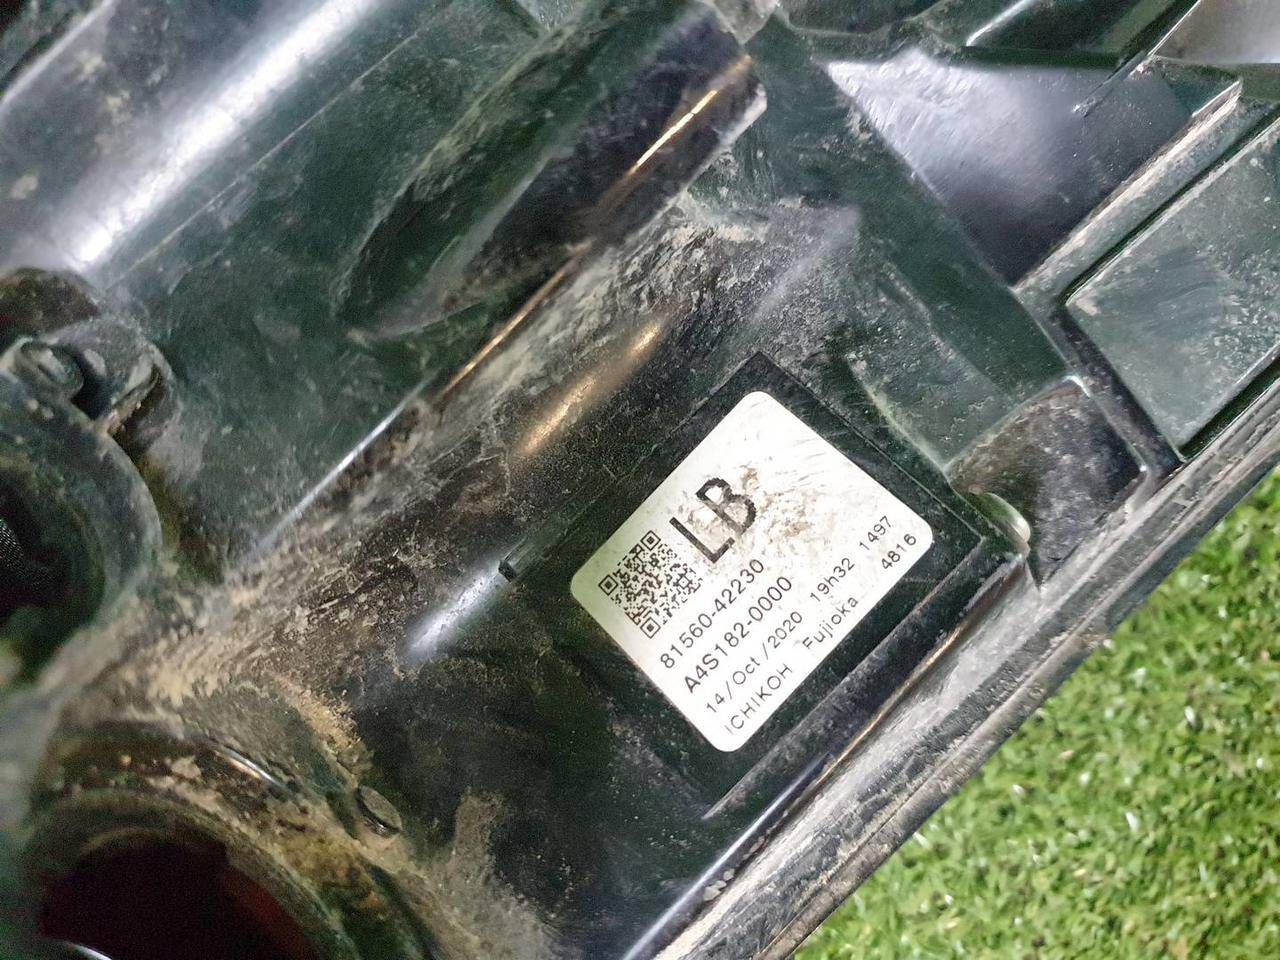 LB
81560-42230
A4S182-0000
14/Oct/2020 19h32 1497
ICHIKOH Fujioka 4816